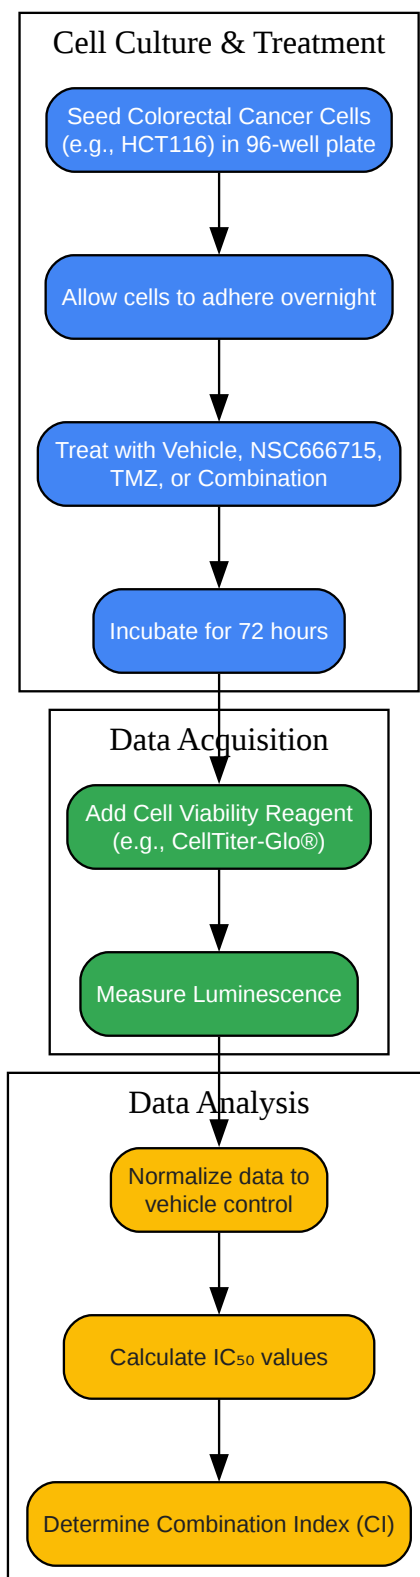 Cell Culture & Treatment
Seed Colorectal Cancer Cells
(e.g., HCT116) in 96-well plate
Allow cells to adhere overnight
Treat with Vehicle, NSC666715,
TMZ, or Combination
Incubate for 72 hours
Data Acquisition
Add Cell Viability Reagent
(e.g., CellTiter-Glo®)
Measure Luminescence
Data Analysis
Normalize data to
vehicle control
Calculate IC₅₀ values
Determine Combination Index (CI)